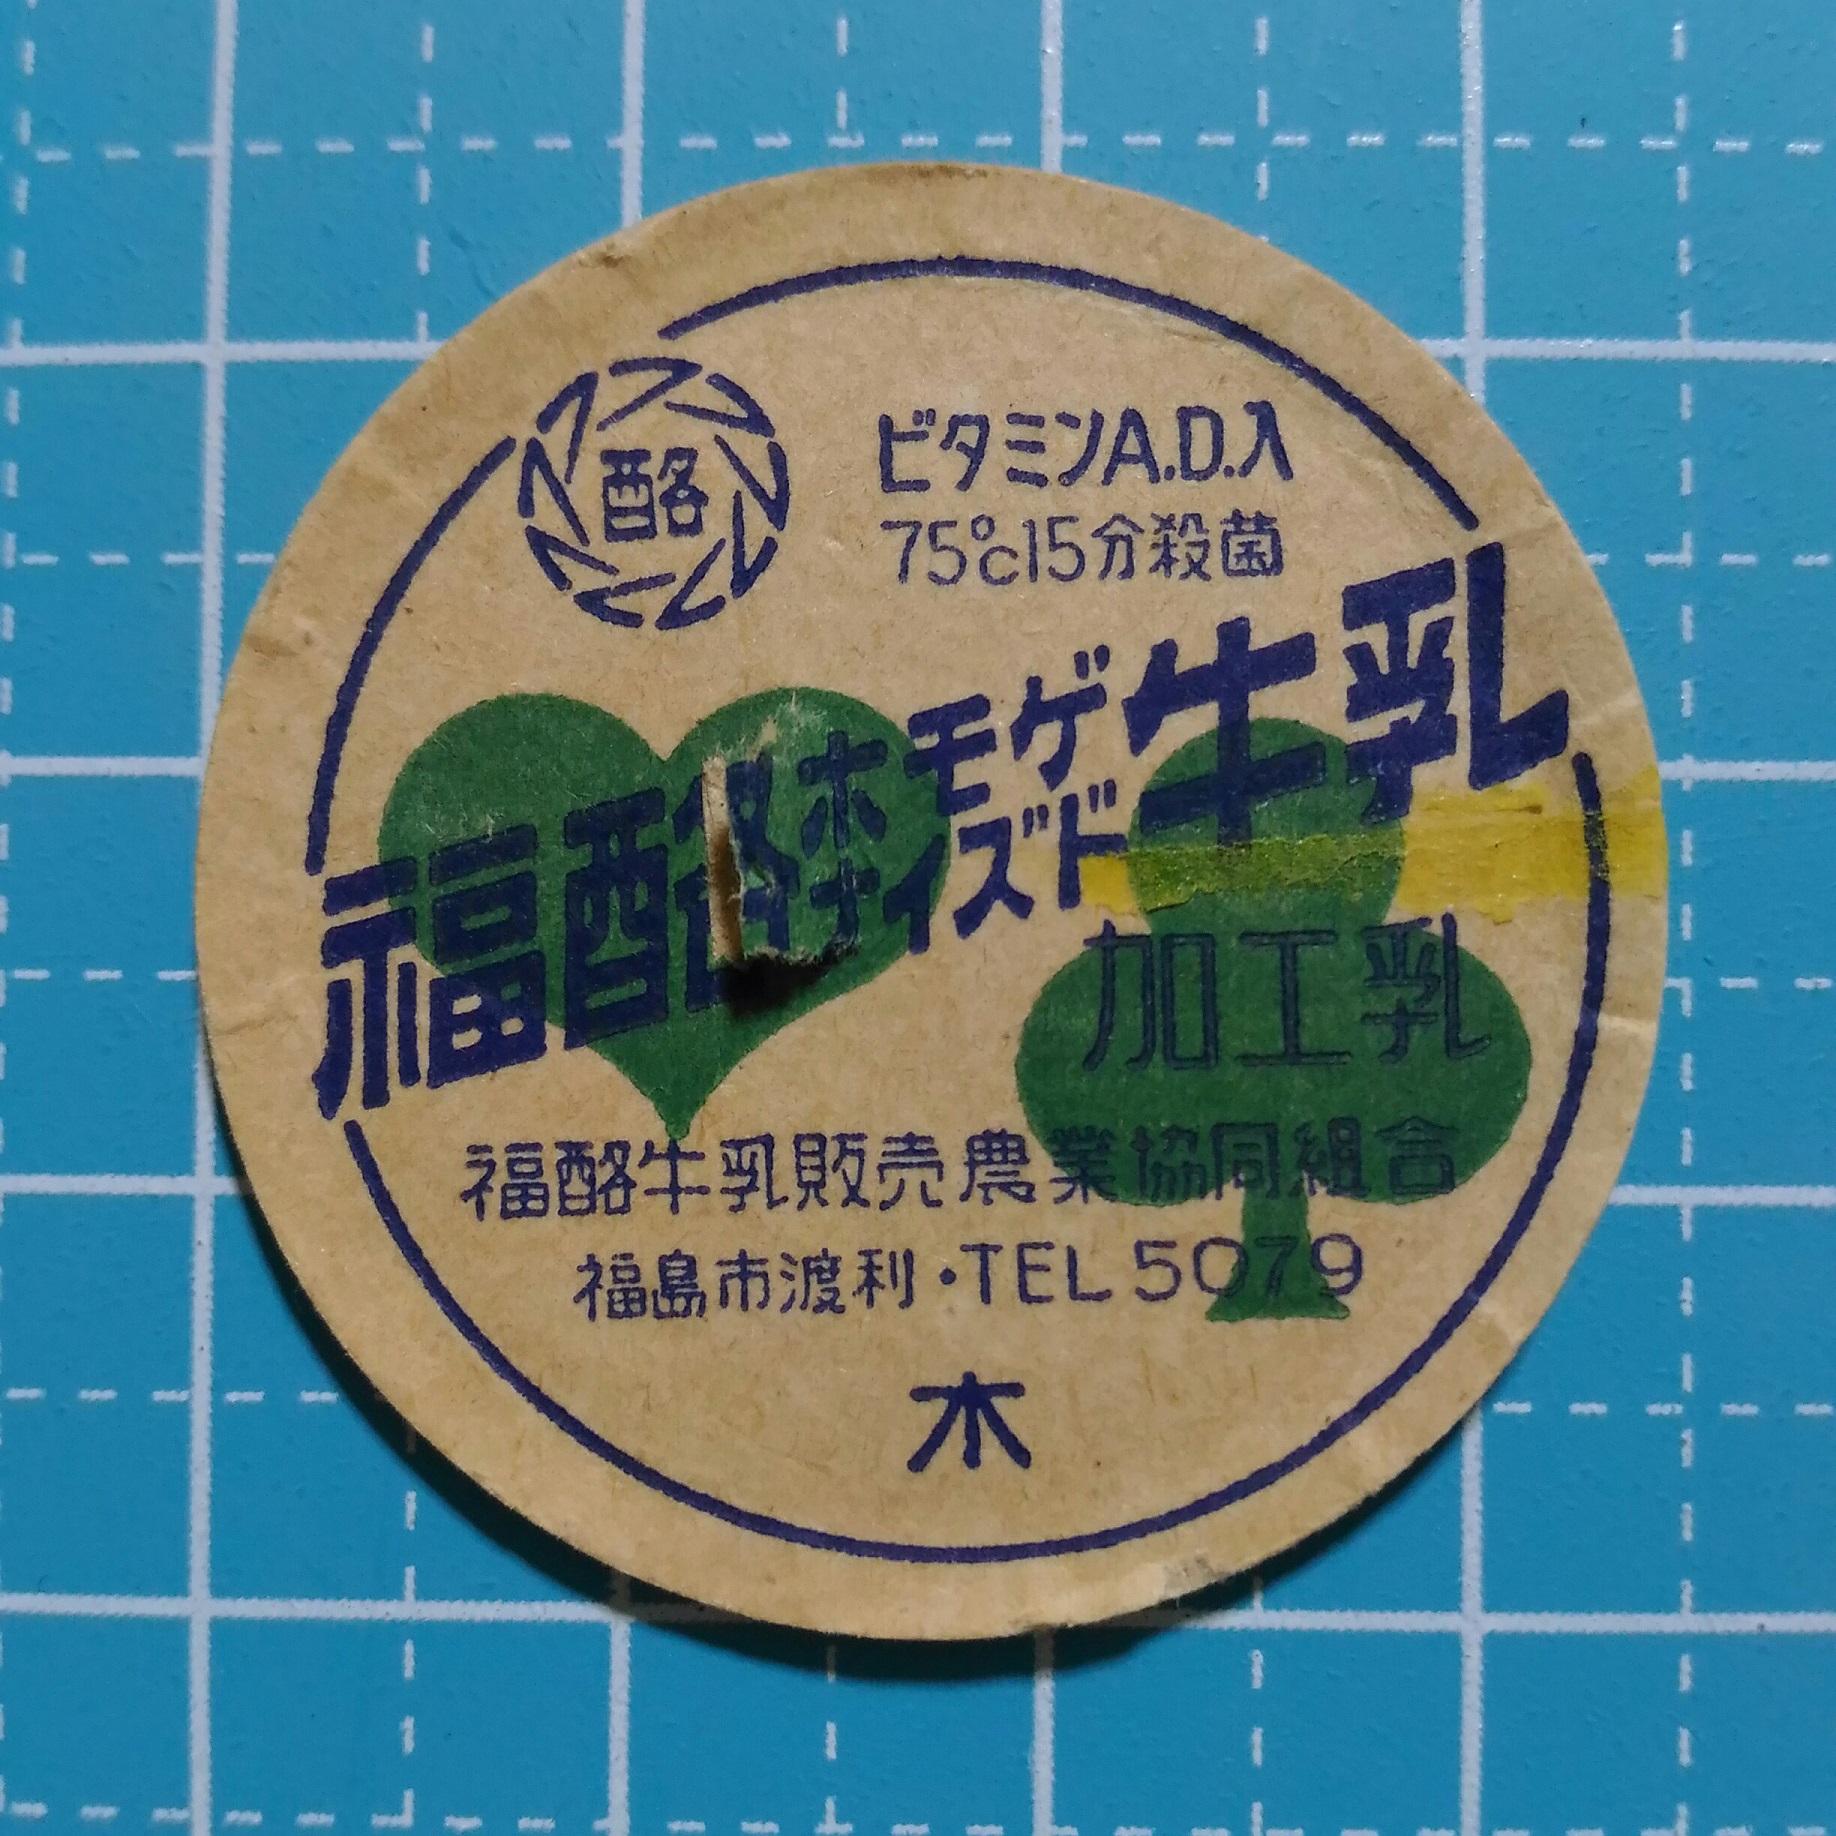 酪
ビタミンA.D.入
75℃15分殺菌
福酪ホモゲナイズド牛乳
加工乳
福酪牛乳販売農業協同組合
福島市渡利・TEL 5079
木